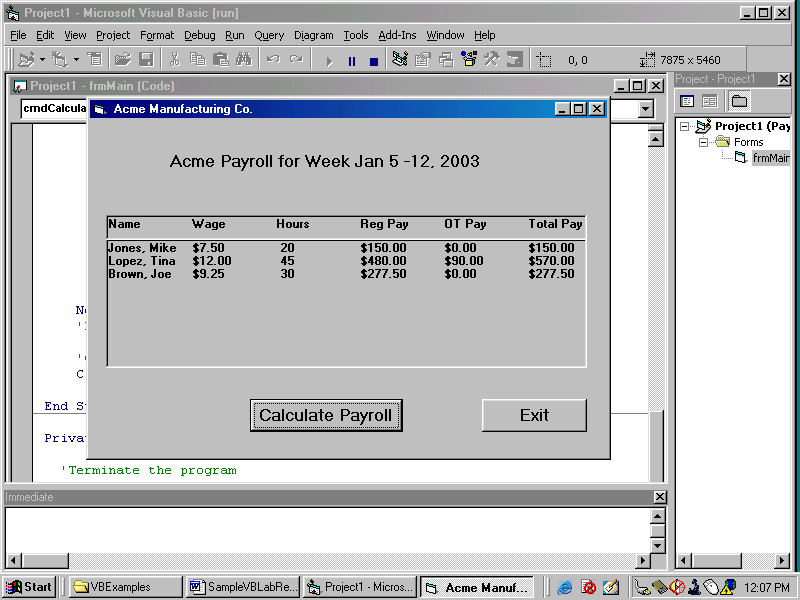 Project1 - Microsoft Visual Basic [run]
File Edit View Project Format Debug Run Query Diagram Tools Add-Ins Window Help
0, 0 7875 x 5460
Project1 - frmMain (Code)
Project - Project1
cmdCalcula
Acme Manufacturing Co.
Project1 (Pay
Forms
frmMain
Acme Payroll for Week Jan 5 -12, 2003
Name Wage Hours Reg Pay OT Pay Total Pay
Jones, Mike $7.50 20 $150.00 $0.00 $150.00
Lopez, Tina $12.00 45 $480.00 $90.00 $570.00
Brown, Joe $9.25 30 $277.50 $0.00 $277.50
Calculate Payroll Exit
End S
Priva
'Terminate the program
Immediate
Start VBExamples SampleVBLabRe... Project1 - Micros... Acme Manuf... 12:07 PM